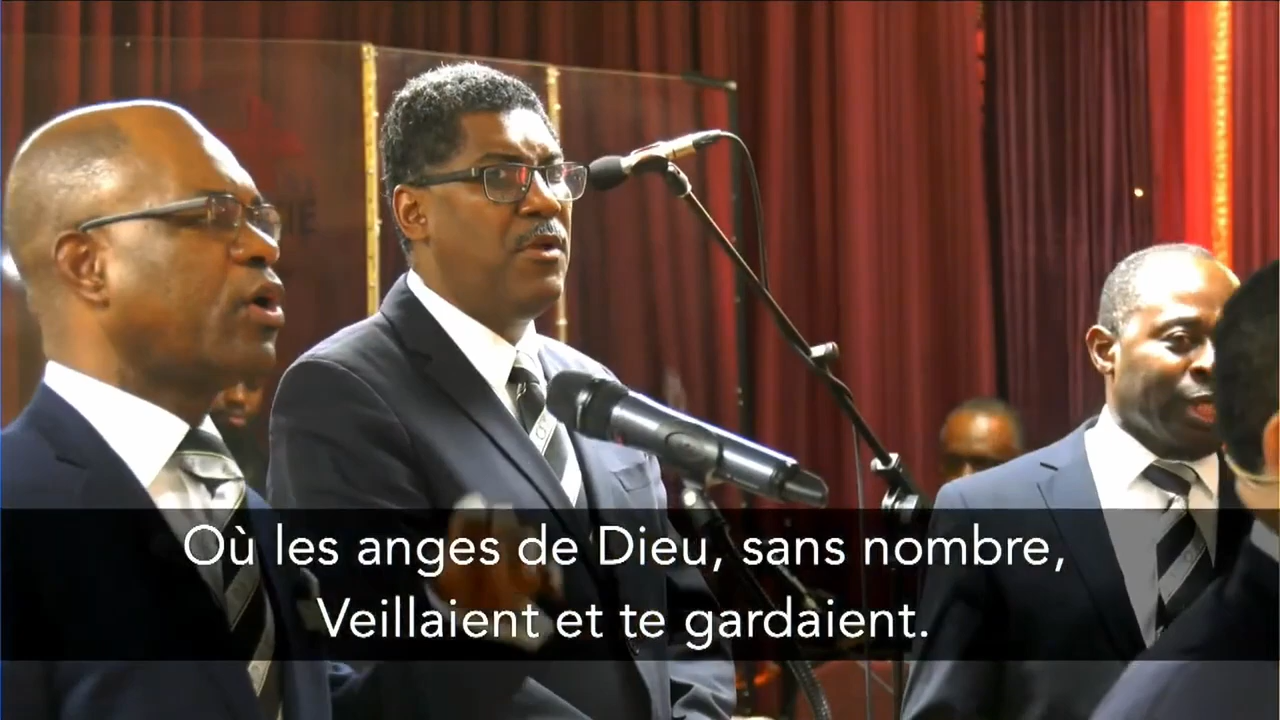 Où les anges de Dieu, sans nombre,
Veillaient et te gardaient.